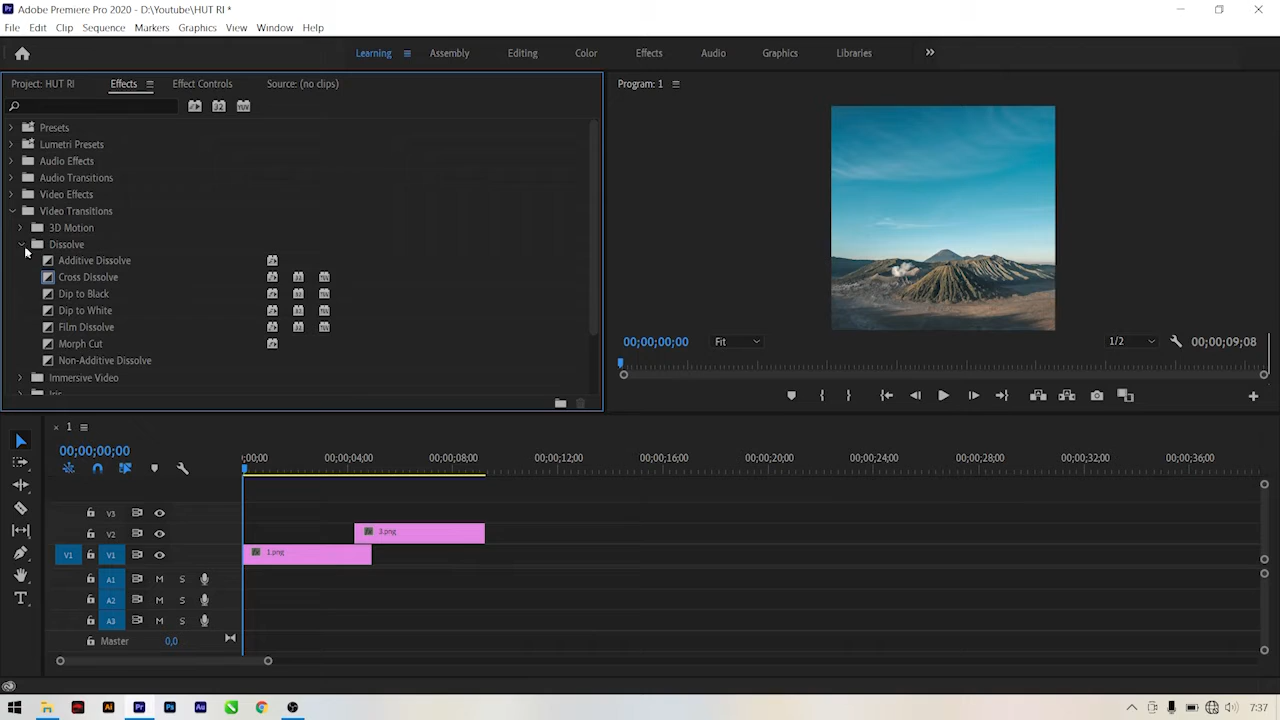 Adobe Premiere Pro 2020 - D:\Youtube\HUT RI *
File Edit Clip Sequence Markers Graphics View Window Help
Learning Assembly Editing Color Effects Audio Graphics Libraries
Project: HUT RI Effects Effect Controls Source: (no clips)
Program: 1
Presets
Lumetri Presets
Audio Effects
Audio Transitions
Video Effects
Video Transitions
3D Motion
Dissolve
Additive Dissolve
Cross Dissolve
Dip to Black
Dip to White
Film Dissolve
Morph Cut
Non-Additive Dissolve
Immersive Video
Iris
00;00;00;00 Fit 1/2 00;00;09;08
1
00;00;00;00
;00;00 00;00;04;00 00;00;08;00 00;00;12;00 00;00;16;00 00;00;20;00 00;00;24;00 00;00;28;00 00;00;32;00 00;00;36;00
V3
V2 3.png
V1 V1 1.png
A1 M S
A2 M S
A3 M S
Master 0,0
7:37